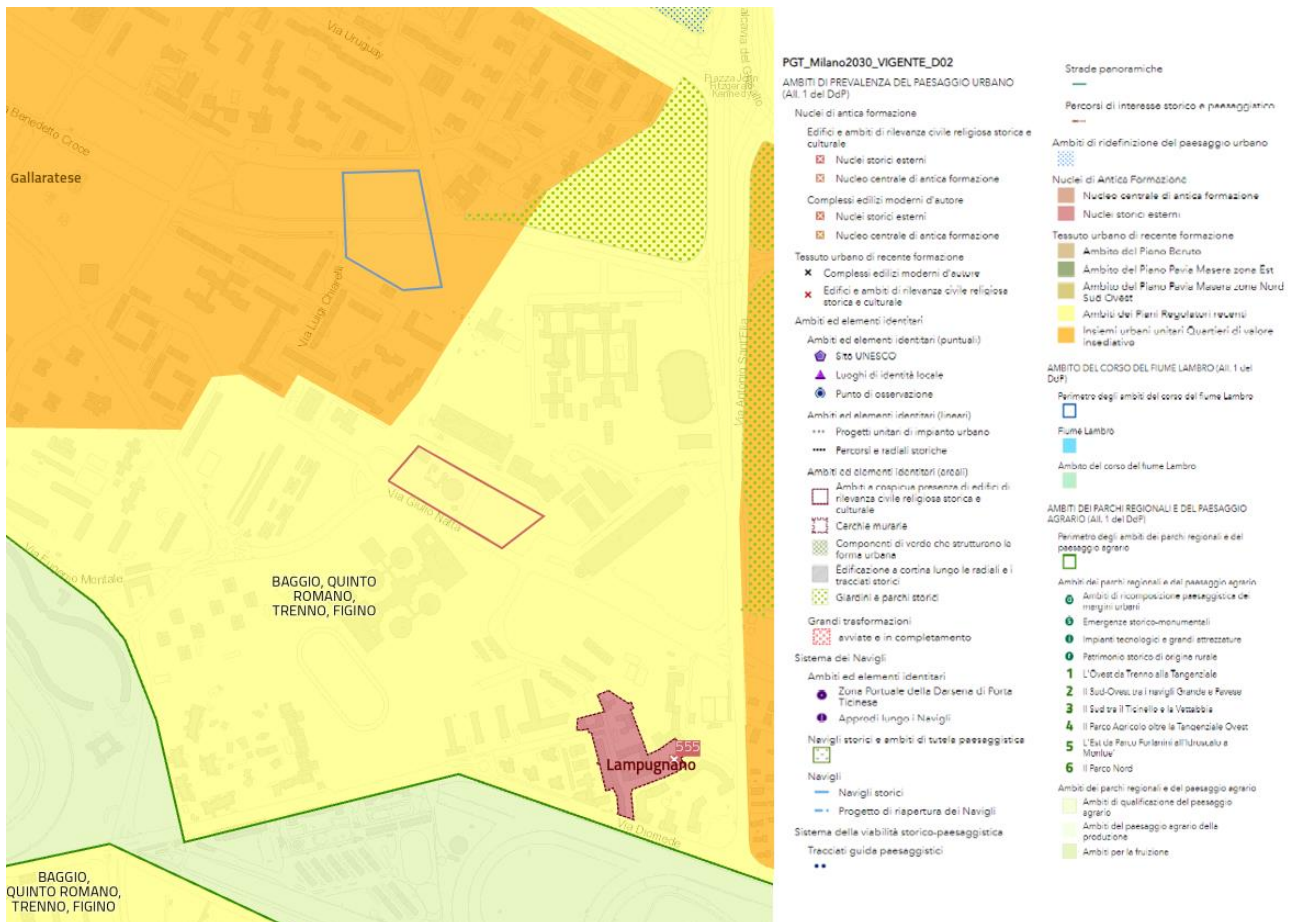 Via Uruguay
Benedetto Croce
Gallaratese
Piazza John
Fitzgerald
Kennedy
Via Luigi Chiarelli
Via Antonio Sant'Elia
Via Giulio Natta
Via Eugenio Montale
BAGGIO, QUINTO
ROMANO,
TRENNO, FIGINO
555
Lampugnano
Via Diomede
BAGGIO,
QUINTO ROMANO,
TRENNO, FIGINO
PGT_Milano2030_VIGENTE_D02
AMBITI DI PREVALENZA DEL PAESAGGIO URBANO
(All. 1 del DdP)
Nuclei di antica formazione
Edifici e ambiti di rilevanza civile religiosa storica e
culturale
Nuclei storici esterni
Nucleo centrale di antica formazione
Complessi edilizi moderni d'autore
Nuclei storici esterni
Nucleo centrale di antica formazione
Tessuto urbano di recente formazione
Complessi edilizi moderni d'autore
Edifici e ambiti di rilevanza civile religiosa
storica e culturale
Ambiti ed elementi identitari
Ambiti ed elementi identitari (puntuali)
Sito UNESCO
Luoghi di identità locale
Punto di osservazione
Ambiti ed elementi identitari (lineari)
Progetti unitari di impianto urbano
Percorsi e radiali storiche
Ambiti ed elementi identitari (areali)
Ambiti a cospicua presenza di edifici di
rilevanza civile religiosa storica e
culturale
Cerchie murarie
Componenti di verde che strutturano la
forma urbana
Edificazione a cortina lungo le radiali e i
tracciati storici
Giardini e parchi storici
Grandi trasformazioni
avviate e in completamento
Sistema dei Navigli
Ambiti ed elementi identitari
Zona Portuale della Darsena di Porta
Ticinese
Approdi lungo i Navigli
Navigli storici e ambiti di tutela paesaggistica
Navigli
Navigli storici
Progetto di riapertura dei Navigli
Sistema della viabilità storico-paesaggistica
Tracciati guida paesaggistici
Strade panoramiche
Percorsi di interesse storico e paesaggistico
Ambiti di ridefinizione del paesaggio urbano
Nuclei di Antica Formazione
Nucleo centrale di antica formazione
Nuclei storici esterni
Tessuto urbano di recente formazione
Ambito del Piano Beruto
Ambito del Piano Pavia Masera zona Est
Ambito del Piano Pavia Masera zone Nord
Sud Ovest
Ambiti dei Piani Regolatori recenti
Insiemi urbani unitari Quartieri di valore
insediativo
AMBITO DEL CORSO DEL FIUME LAMBRO (All. 1 del
DdP)
Perimetro degli ambiti del corso del fiume Lambro
Fiume Lambro
Ambito del corso del fiume Lambro
AMBITI DEI PARCHI REGIONALI E DEL PAESAGGIO
AGRARIO (All. 1 del DdP)
Perimetro degli ambiti dei parchi regionali e del
paesaggio agrario
Ambiti dei parchi regionali e del paesaggio agrario
Ambiti di ricomposizione paesaggistica dei
margini urbani
Emergenze storico-monumentali
Impianti tecnologici e grandi attrezzature
Patrimonio storico di origine rurale
1 L'Ovest da Trenno alla Tangenziale
2 Il Sud-Ovest tra i navigli Grande e Pavese
3 Il Sud tra il Ticinello e la Vettabbia
4 Il Parco Agricolo oltre la Tangenziale Ovest
5 L'Est da Parco Forlanini all'Idroscalo a
Monlue'
6 Il Parco Nord
Ambiti dei parchi regionali e del paesaggio agrario
Ambiti di qualificazione del paesaggio
agrario
Ambiti del paesaggio agrario della
produzione
Ambiti per la fruizione